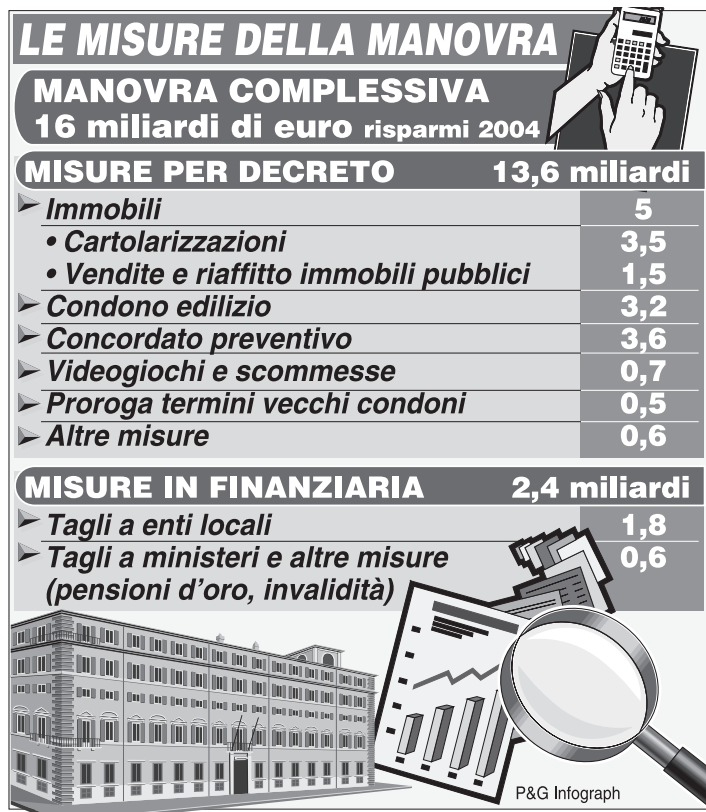 LE MISURE DELLA MANOVRA
MANOVRA COMPLESSIVA
16 miliardi di euro risparmi 2004
MISURE PER DECRETO 13,6 miliardi
Immobili 5
• Cartolarizzazioni 3,5
• Vendite e riaffitto immobili pubblici 1,5
Condono edilizio 3,2
Concordato preventivo 3,6
Videogiochi e scommesse 0,7
Proroga termini vecchi condoni 0,5
Altre misure 0,6
MISURE IN FINANZIARIA 2,4 miliardi
Tagli a enti locali 1,8
Tagli a ministeri e altre misure 0,6
(pensioni d'oro, invalidità)
P&G Infograph